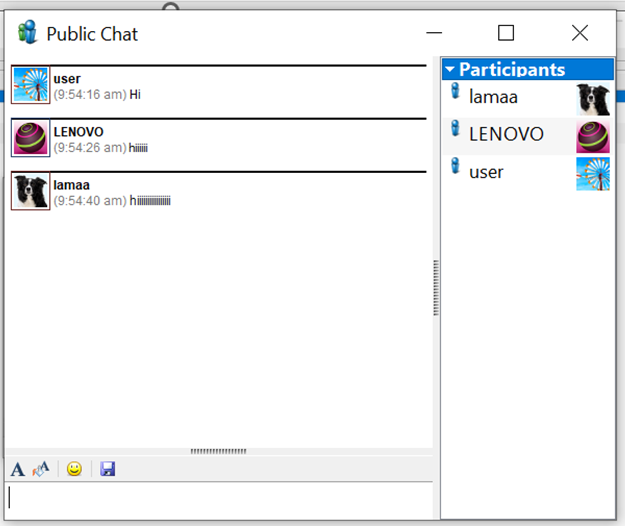 Public Chat
user
(9:54:16 am) Hi
LENOVO
(9:54:26 am) hiiiiii
lamaa
(9:54:40 am) hiiiiiiiiiiiiiiii
Participants
lamaa
LENOVO
user